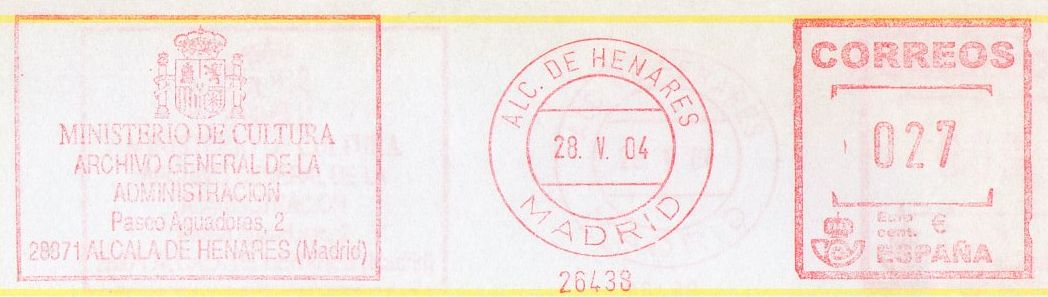 MINISTERIO DE CULTURA
ARCHIVO GENERAL DE LA
ADMINISTRACION
Paseo Aguadores, 2
28871 ALCALA DE HENARES (Madrid)
ALC. DE HENARES
28. V. 04
MADRID
26438
CORREOS
027
Euro €
cent.
ESPAÑA